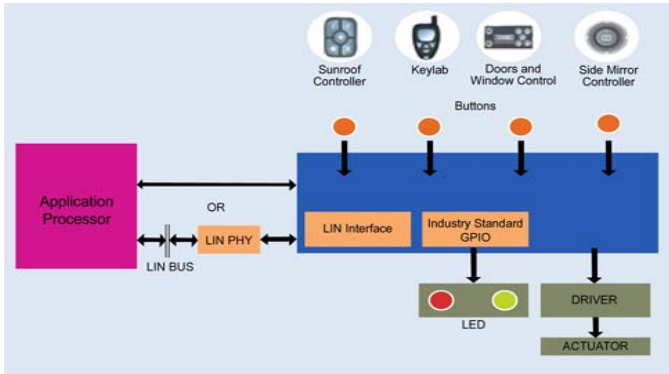 Sunroof
Controller
Keylab
Doors and
Window Control
Side Mirror
Controller
Buttons
Application
Processor
OR
LIN BUS
LIN PHY
LIN Interface
Industry Standard
GPIO
LED
DRIVER
ACTUATOR